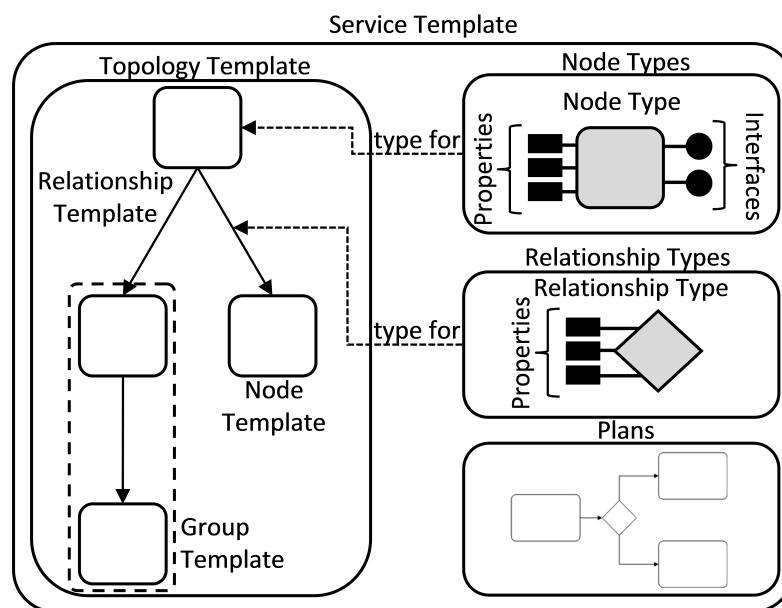 Service Template
Topology Template
Relationship
Template
Node
Template
Group
Template
type for
type for
Node Types
Node Type
Properties
Interfaces
Relationship Types
Relationship Type
Properties
Plans